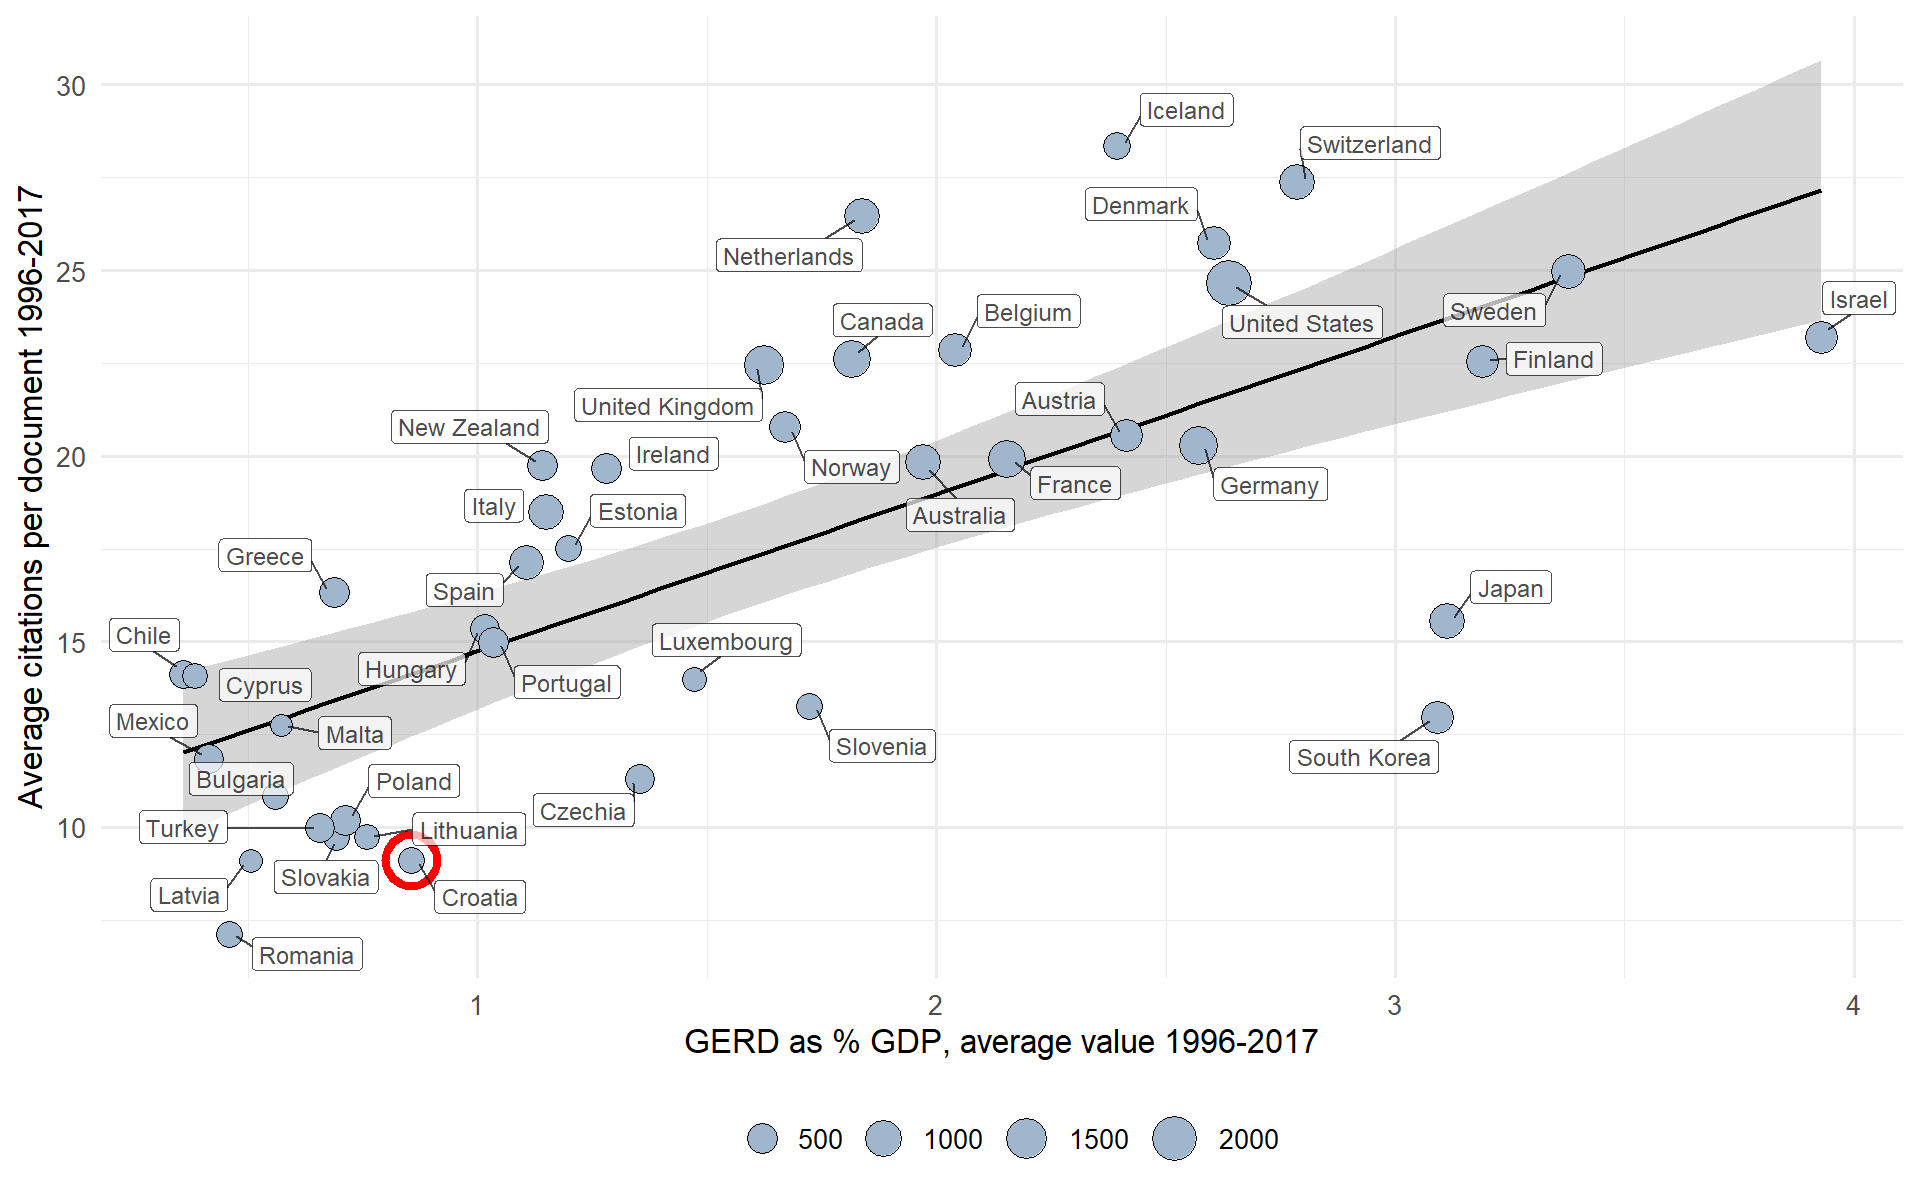 Average citations per document 1996-2017
30
25
20
15
10
Iceland
Switzerland
Denmark
Netherlands
Israel
Sweden
Belgium
Canada
United States
Finland
United Kingdom
Austria
New Zealand
Ireland
Norway
France
Germany
Italy
Estonia
Australia
Greece
Spain
Japan
Chile
Luxembourg
Hungary
Portugal
Cyprus
Mexico
Malta
Slovenia
South Korea
Bulgaria
Poland
Czechia
Turkey
Lithuania
Slovakia
Latvia
Croatia
Romania
1 2 3 4
GERD as % GDP, average value 1996-2017
500 1000 1500 2000